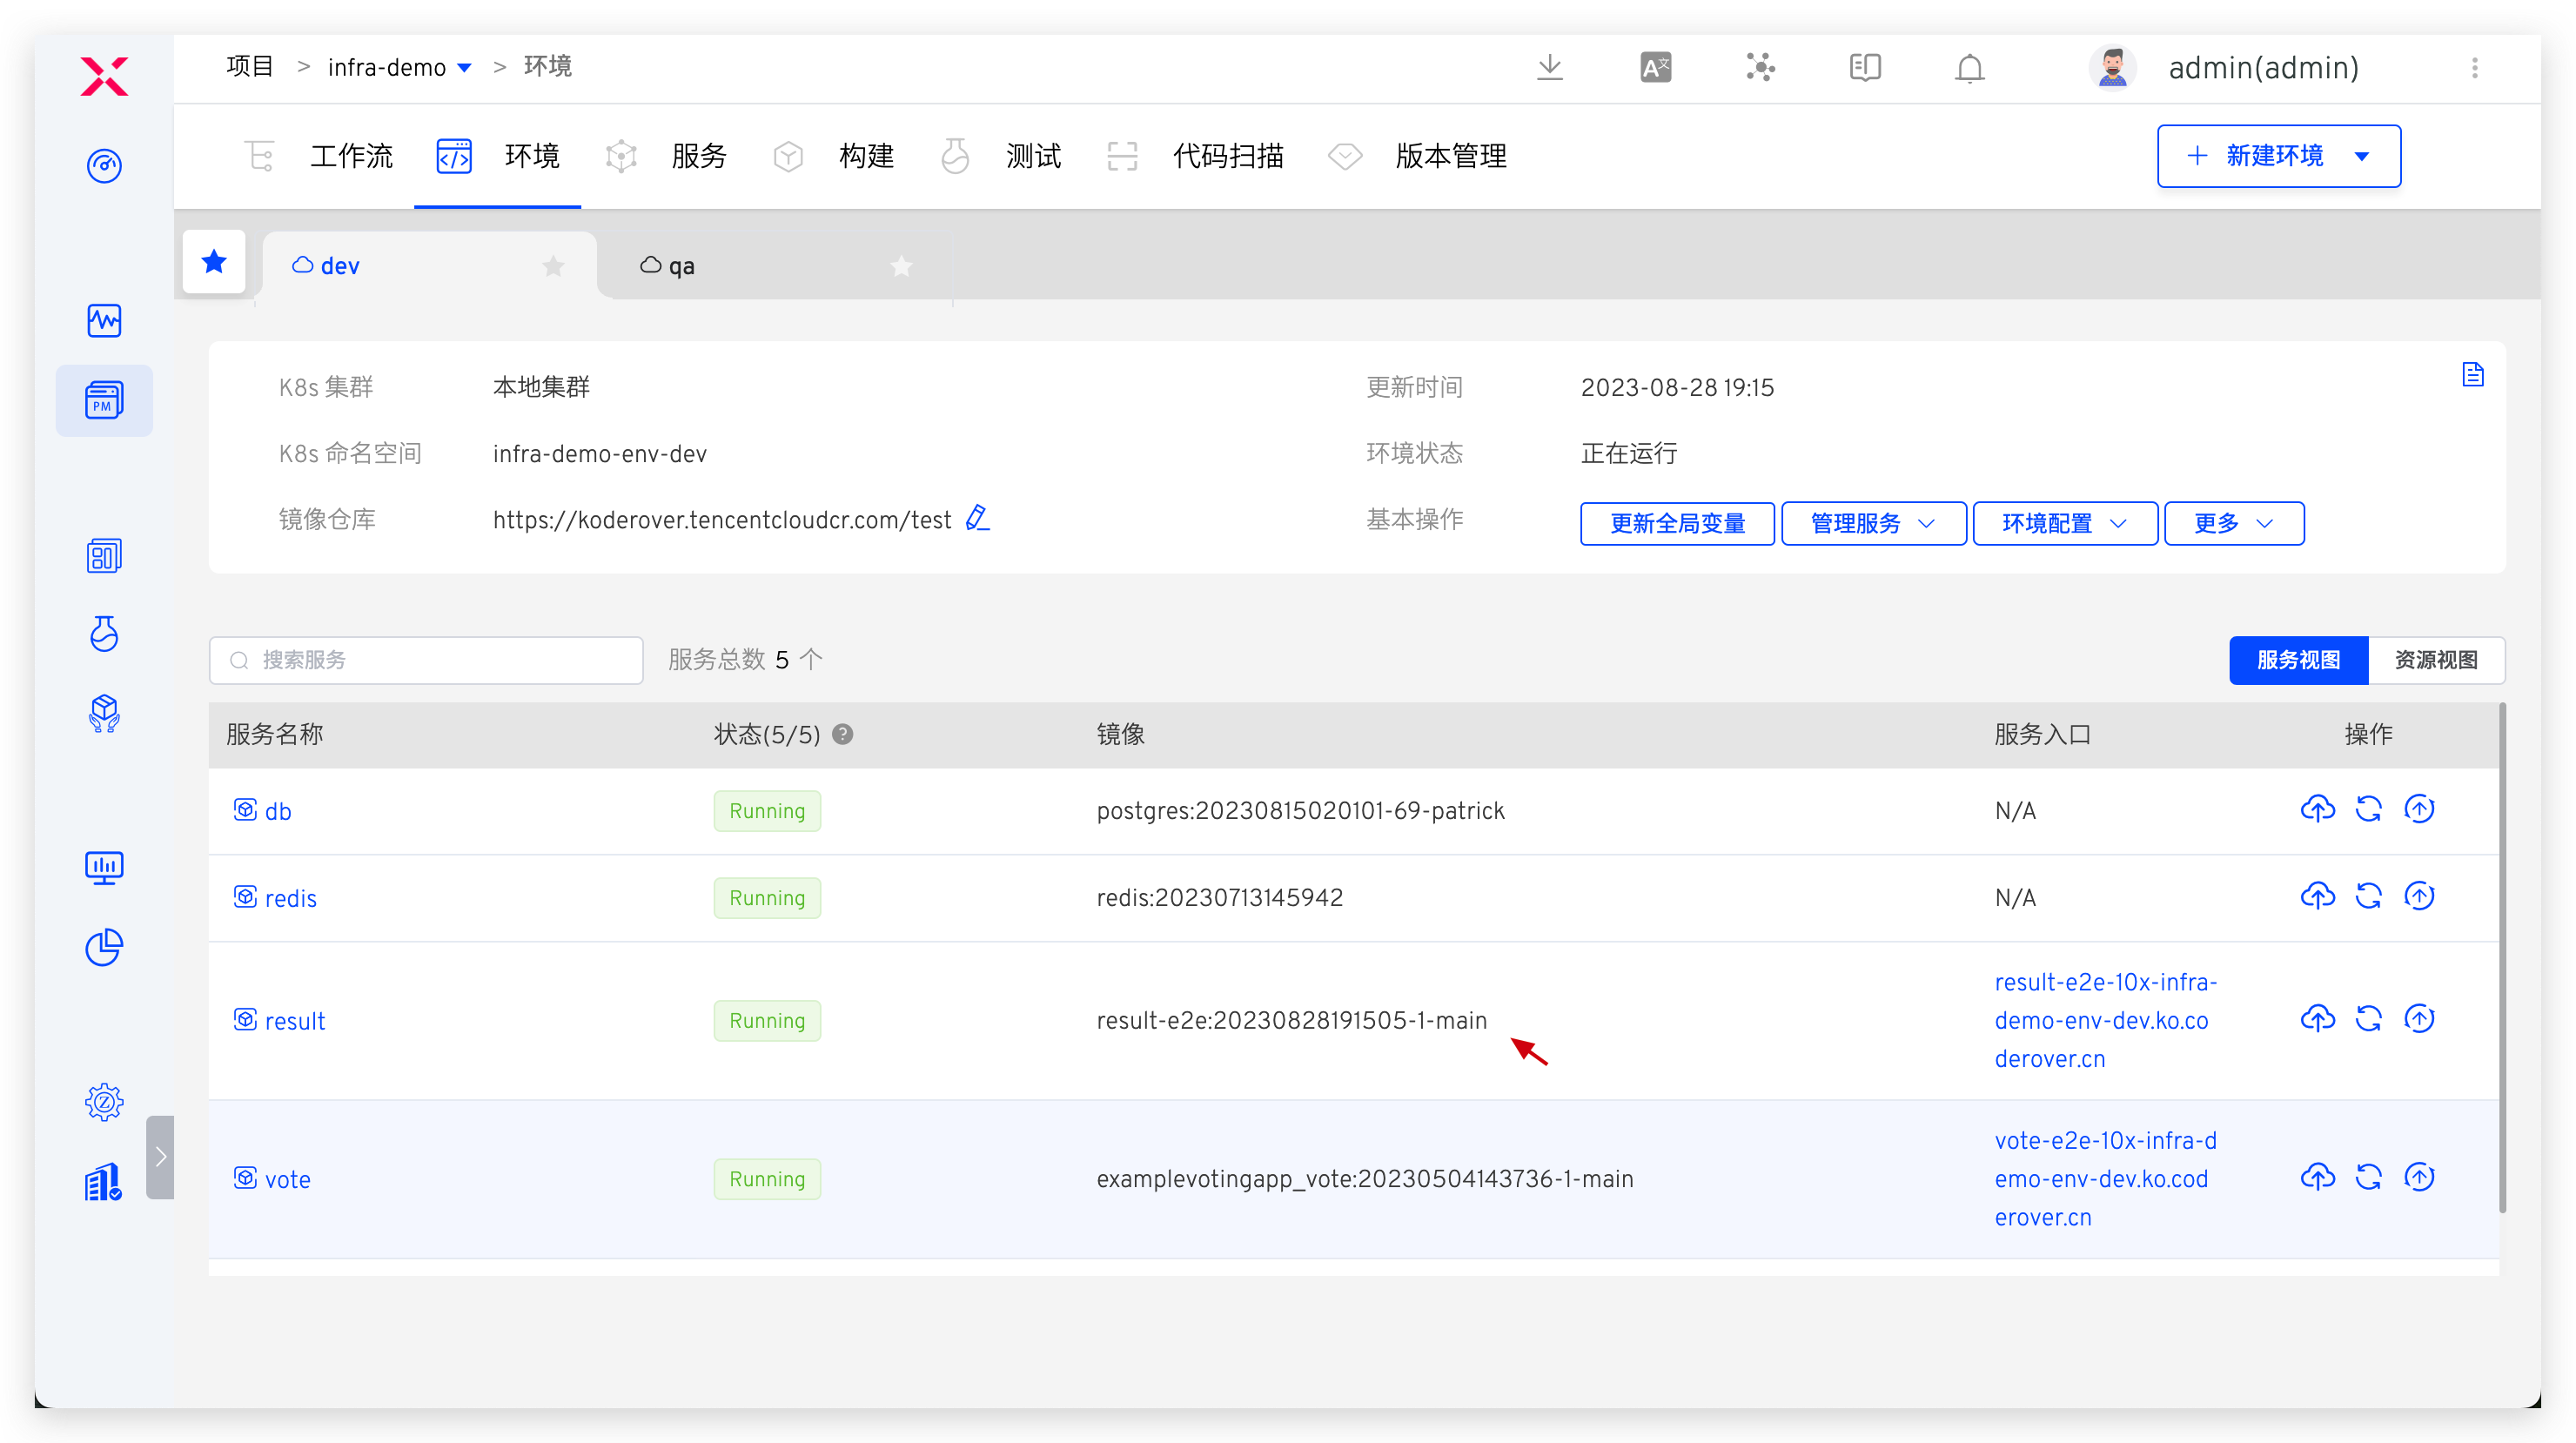 项目 > infra-demo > 环境
admin(admin)
工作流 环境 服务 构建 测试 代码扫描 版本管理
新建环境
PM
dev
qa
K8s 集群 本地集群 更新时间 2023-08-28 19:15
K8s 命名空间 infra-demo-env-dev 环境状态 正在运行
镜像仓库 https://koderover.tencentcloudcr.com/test 基本操作 更新全局变量 管理服务 环境配置 更多
搜索服务 服务总数 5 个 服务视图 资源视图
服务名称 状态(5/5) ? 镜像 服务入口 操作
db Running postgres:20230815020101-69-patrick N/A
redis Running redis:20230713145942 N/A
result Running result-e2e:20230828191505-1-main
result-e2e-10x-infra-
demo-env-dev.ko.co
derover.cn
vote Running examplevotingapp_vote:20230504143736-1-main
vote-e2e-10x-infra-d
emo-env-dev.ko.cod
erover.cn